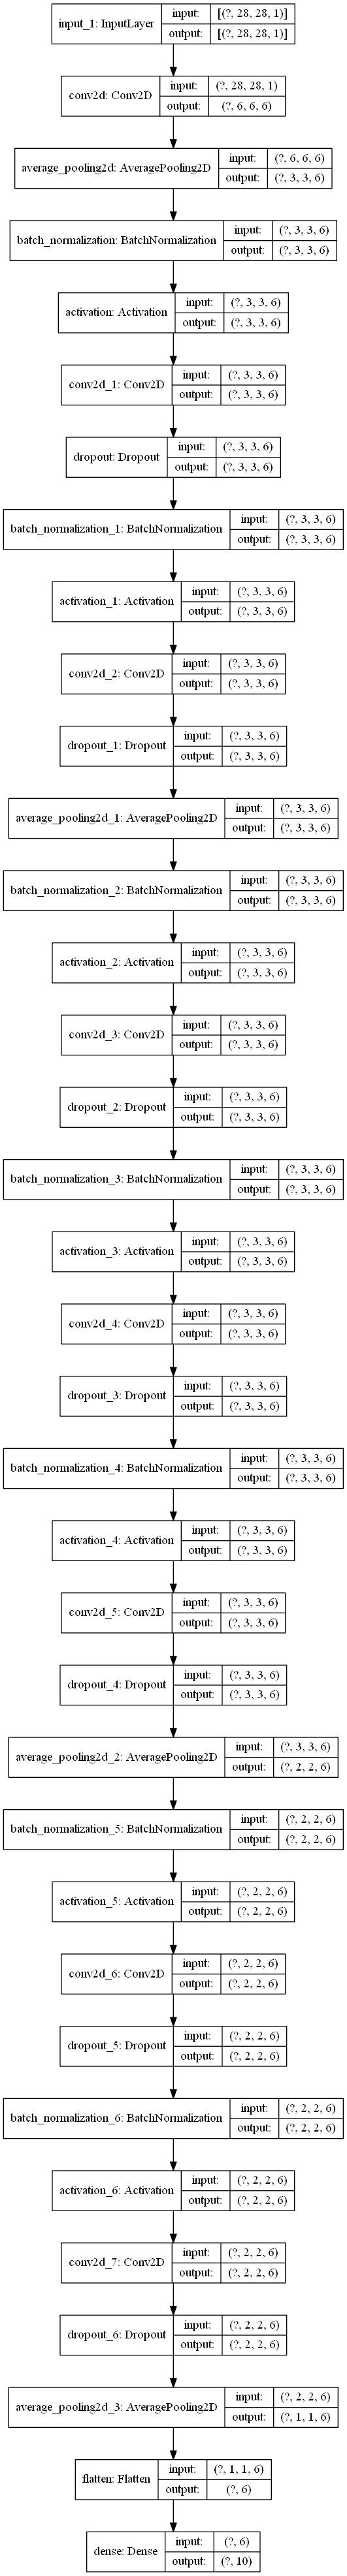 input_1: InputLayer input: [(?, 28, 28, 1)]
output: [(?, 28, 28, 1)]
conv2d: Conv2D input: (?, 28, 28, 1)
output: (?, 6, 6, 6)
average_pooling2d: AveragePooling2D input: (?, 6, 6, 6)
output: (?, 3, 3, 6)
batch_normalization: BatchNormalization input: (?, 3, 3, 6)
output: (?, 3, 3, 6)
activation: Activation input: (?, 3, 3, 6)
output: (?, 3, 3, 6)
conv2d_1: Conv2D input: (?, 3, 3, 6)
output: (?, 3, 3, 6)
dropout: Dropout input: (?, 3, 3, 6)
output: (?, 3, 3, 6)
batch_normalization_1: BatchNormalization input: (?, 3, 3, 6)
output: (?, 3, 3, 6)
activation_1: Activation input: (?, 3, 3, 6)
output: (?, 3, 3, 6)
conv2d_2: Conv2D input: (?, 3, 3, 6)
output: (?, 3, 3, 6)
dropout_1: Dropout input: (?, 3, 3, 6)
output: (?, 3, 3, 6)
average_pooling2d_1: AveragePooling2D input: (?, 3, 3, 6)
output: (?, 3, 3, 6)
batch_normalization_2: BatchNormalization input: (?, 3, 3, 6)
output: (?, 3, 3, 6)
activation_2: Activation input: (?, 3, 3, 6)
output: (?, 3, 3, 6)
conv2d_3: Conv2D input: (?, 3, 3, 6)
output: (?, 3, 3, 6)
dropout_2: Dropout input: (?, 3, 3, 6)
output: (?, 3, 3, 6)
batch_normalization_3: BatchNormalization input: (?, 3, 3, 6)
output: (?, 3, 3, 6)
activation_3: Activation input: (?, 3, 3, 6)
output: (?, 3, 3, 6)
conv2d_4: Conv2D input: (?, 3, 3, 6)
output: (?, 3, 3, 6)
dropout_3: Dropout input: (?, 3, 3, 6)
output: (?, 3, 3, 6)
batch_normalization_4: BatchNormalization input: (?, 3, 3, 6)
output: (?, 3, 3, 6)
activation_4: Activation input: (?, 3, 3, 6)
output: (?, 3, 3, 6)
conv2d_5: Conv2D input: (?, 3, 3, 6)
output: (?, 3, 3, 6)
dropout_4: Dropout input: (?, 3, 3, 6)
output: (?, 3, 3, 6)
average_pooling2d_2: AveragePooling2D input: (?, 3, 3, 6)
output: (?, 2, 2, 6)
batch_normalization_5: BatchNormalization input: (?, 2, 2, 6)
output: (?, 2, 2, 6)
activation_5: Activation input: (?, 2, 2, 6)
output: (?, 2, 2, 6)
conv2d_6: Conv2D input: (?, 2, 2, 6)
output: (?, 2, 2, 6)
dropout_5: Dropout input: (?, 2, 2, 6)
output: (?, 2, 2, 6)
batch_normalization_6: BatchNormalization input: (?, 2, 2, 6)
output: (?, 2, 2, 6)
activation_6: Activation input: (?, 2, 2, 6)
output: (?, 2, 2, 6)
conv2d_7: Conv2D input: (?, 2, 2, 6)
output: (?, 2, 2, 6)
dropout_6: Dropout input: (?, 2, 2, 6)
output: (?, 2, 2, 6)
average_pooling2d_3: AveragePooling2D input: (?, 2, 2, 6)
output: (?, 1, 1, 6)
flatten: Flatten input: (?, 1, 1, 6)
output: (?, 6)
dense: Dense input: (?, 6)
output: (?, 10)